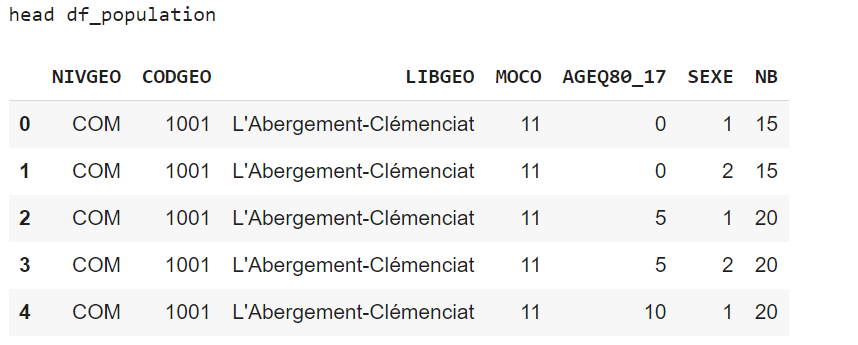 head df_population
NIVGEO CODGEO LIBGEO MOCO AGEQ80_17 SEXE NB
0 COM 1001 L'Abergement-Clémenciat 11 0 1 15
1 COM 1001 L'Abergement-Clémenciat 11 0 2 15
2 COM 1001 L'Abergement-Clémenciat 11 5 1 20
3 COM 1001 L'Abergement-Clémenciat 11 5 2 20
4 COM 1001 L'Abergement-Clémenciat 11 10 1 20